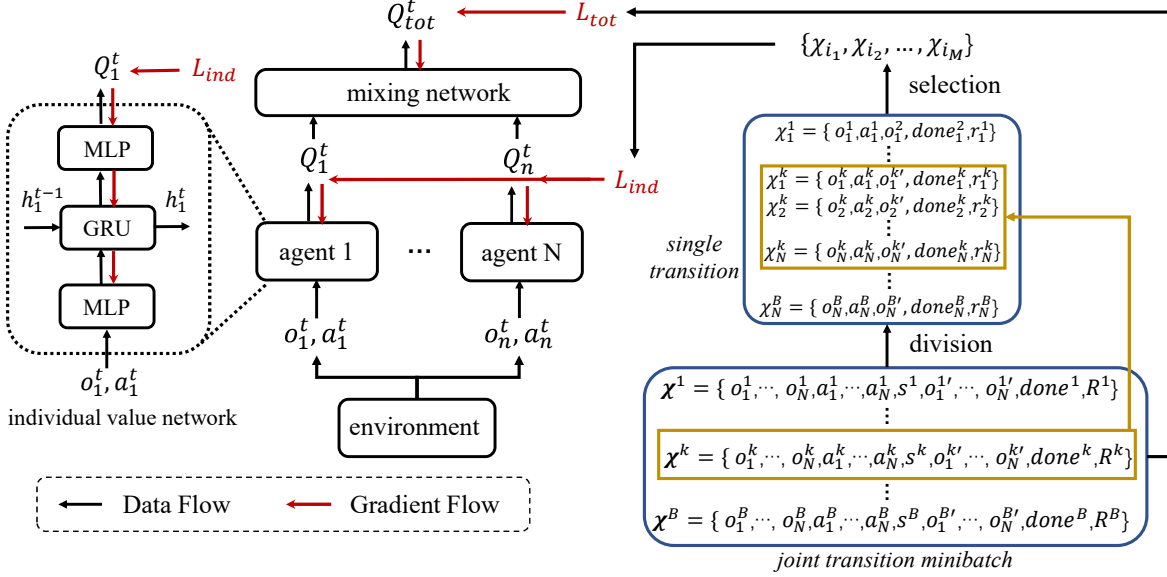 Q_1^t
L_ind
MLP
h_1^{t-1}
GRU
h_1^t
MLP
o_1^t, a_1^t
individual value network
Q_tot^t
L_tot
mixing network
Q_1^t
Q_n^t
L_ind
agent 1
...
agent N
o_1^t, a_1^t
o_n^t, a_n^t
environment
Data Flow
Gradient Flow
{χ_{i_1}, χ_{i_2}, …, χ_{i_M}}
selection
χ_1^1 = { o_1^1, a_1^1, o_1^2, done_1^2, r_1^1}
χ_1^k = { o_1^k, a_1^k, o_1^{k′}, done_1^k, r_1^k}
χ_2^k = { o_2^k, a_2^k, o_2^{k′}, done_2^k, r_2^k}
χ_N^k = { o_N^k, a_N^k, o_N^{k′}, done_N^k, r_N^k}
χ_N^B = { o_N^B, a_N^B, o_N^{B′}, done_N^B, r_N^B}
single
transition
division
χ^1 = { o_1^1, ⋯, o_N^1, a_1^1, ⋯, a_N^1, s^1, o_1^{1′}, ⋯, o_N^{1′}, done^1, R^1}
χ^k = { o_1^k, ⋯, o_N^k, a_1^k, ⋯, a_N^k, s^k, o_1^{k′}, ⋯, o_N^{k′}, done^k, R^k}
χ^B = { o_1^B, ⋯, o_N^B, a_1^B, ⋯, a_N^B, s^B, o_1^{B′}, ⋯, o_N^{B′}, done^B, R^B}
joint transition minibatch